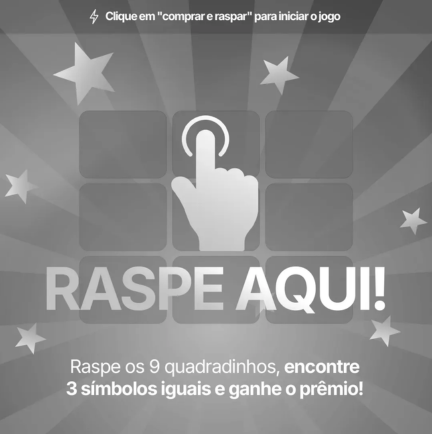 Clique em "comprar e raspar" para iniciar o jogo
RASPE AQUI!
Raspe os 9 quadradinhos, encontre
3 símbolos iguais e ganhe o prêmio!